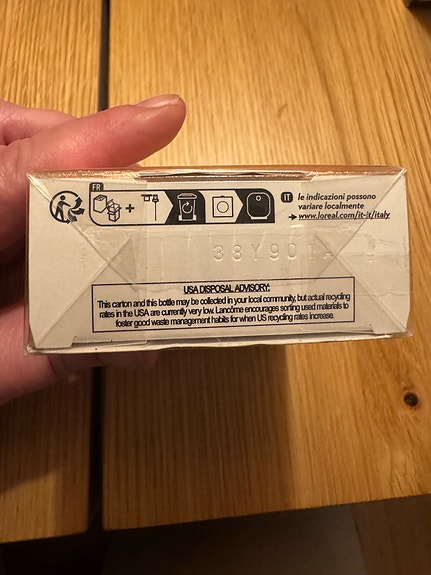 FR
+
IT le indicazioni possono
variare localmente
→ www.loreal.com/it-it/italy
38Y90
USA DISPOSAL ADVISORY:
This carton and this bottle may be collected in your local community, but actual recycling
rates in the USA are currently very low. Lancôme encourages sorting used materials to
foster good waste management habits for when US recycling rates increase.